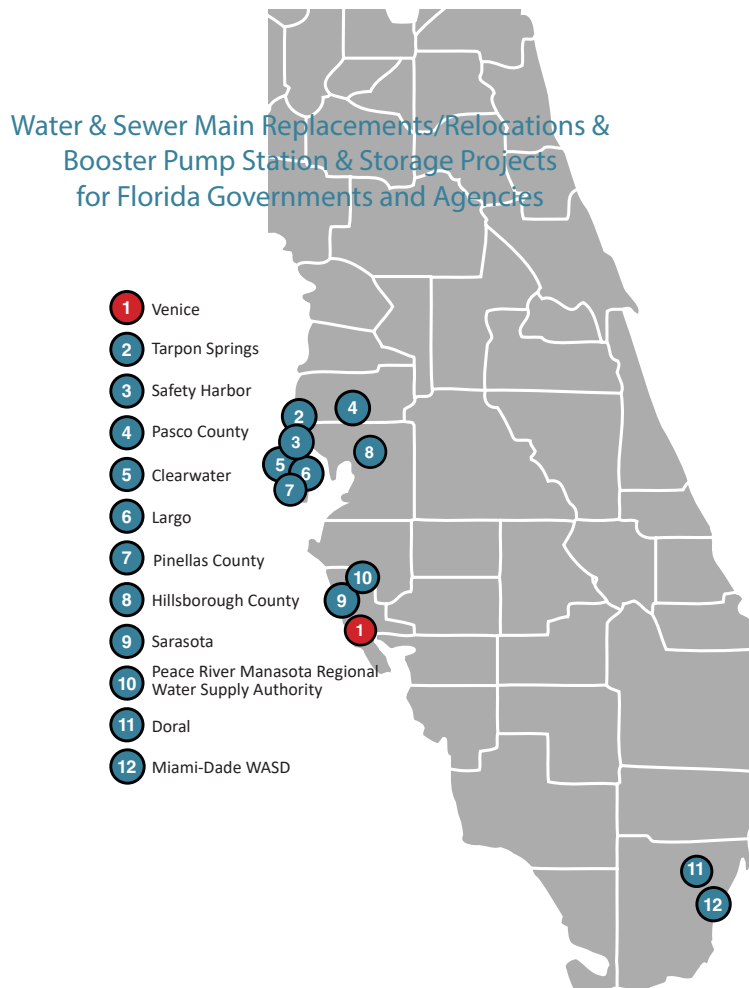 Water & Sewer Main Replacements/Relocations &
Booster Pump Station & Storage Projects
for Florida Governments and Agencies
1 Venice
2 Tarpon Springs
3 Safety Harbor
4 Pasco County
5 Clearwater
6 Largo
7 Pinellas County
8 Hillsborough County
9 Sarasota
10 Peace River Manasota Regional
Water Supply Authority
11 Doral
12 Miami-Dade WASD
2
4
3
8
5
6
7
10
9
1
11
12